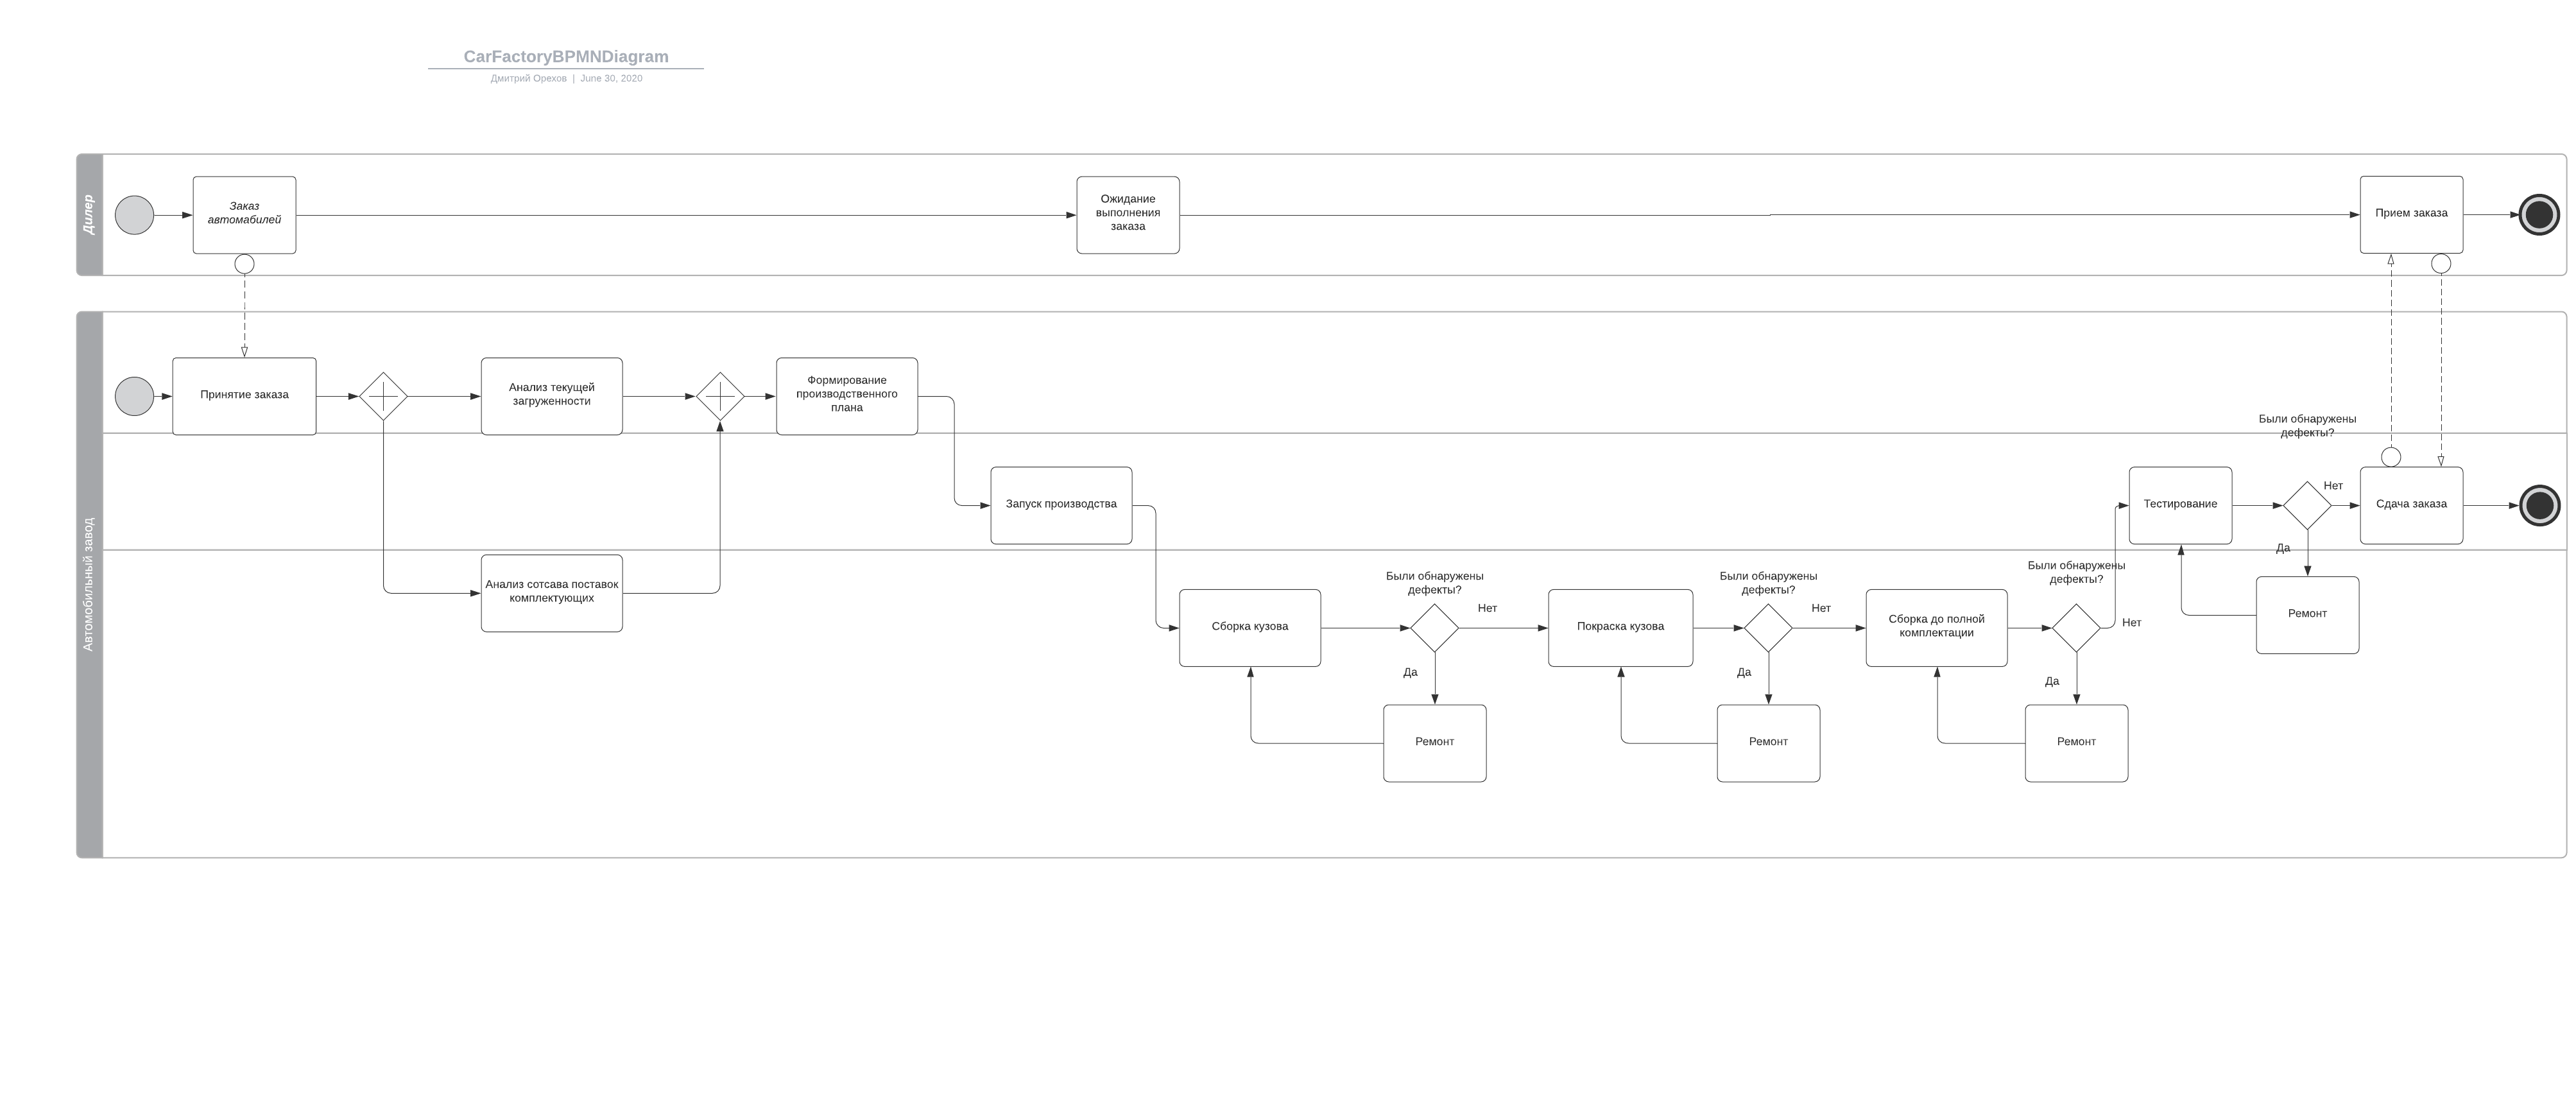 CarFactoryBPMNDiagram
Дмитрий Орехов | June 30, 2020
Дилер
Заказ
автомабилей
Ожидание
выполнения
заказа
Прием заказа
Автомобильный завод
Принятие заказа
Анализ текущей
загруженности
Формирование
производственного
плана
Были обнаружены
дефекты?
Запуск производства
Тестирование
Нет
Сдача заказа
Да
Анализ сотсава поставок
комплектующих
Ремонт
Сборка кузова
Были обнаружены
дефекты?
Нет
Да
Ремонт
Покраска кузова
Были обнаружены
дефекты?
Нет
Да
Ремонт
Сборка до полной
комплектации
Были обнаружены
дефекты?
Нет
Да
Ремонт